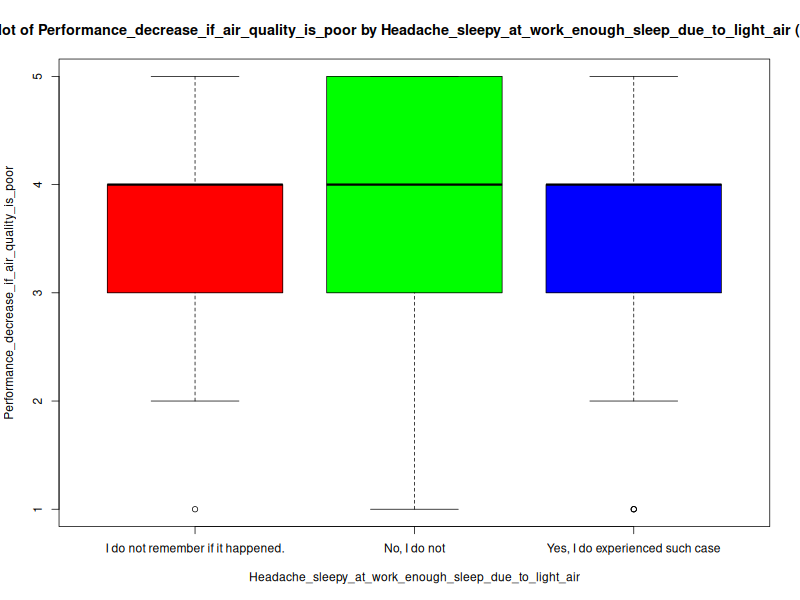 lot of Performance_decrease_if_air_quality_is_poor by Headache_sleepy_at_work_enough_sleep_due_to_light_air (
Performance_decrease_if_air_quality_is_poor
5
4
3
2
1
I do not remember if it happened.
No, I do not
Yes, I do experienced such case
Headache_sleepy_at_work_enough_sleep_due_to_light_air